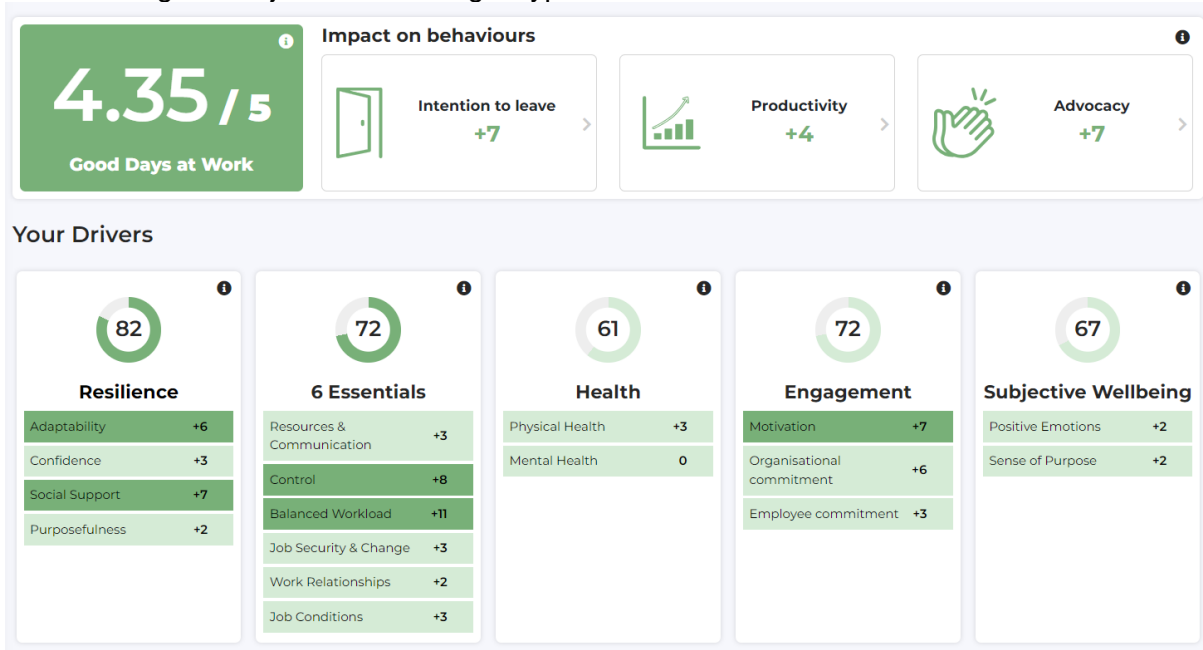 Impact on behaviours
4.35 / 5
Good Days at Work
Intention to leave
+7
Productivity
+4
Advocacy
+7
Your Drivers
82
Resilience
Adaptability +6
Confidence +3
Social Support +7
Purposefulness +2
72
6 Essentials
Resources &
Communication +3
Control +8
Balanced Workload +11
Job Security & Change +3
Work Relationships +2
Job Conditions +3
61
Health
Physical Health +3
Mental Health 0
72
Engagement
Motivation +7
Organisational
commitment +6
Employee commitment +3
67
Subjective Wellbeing
Positive Emotions +2
Sense of Purpose +2